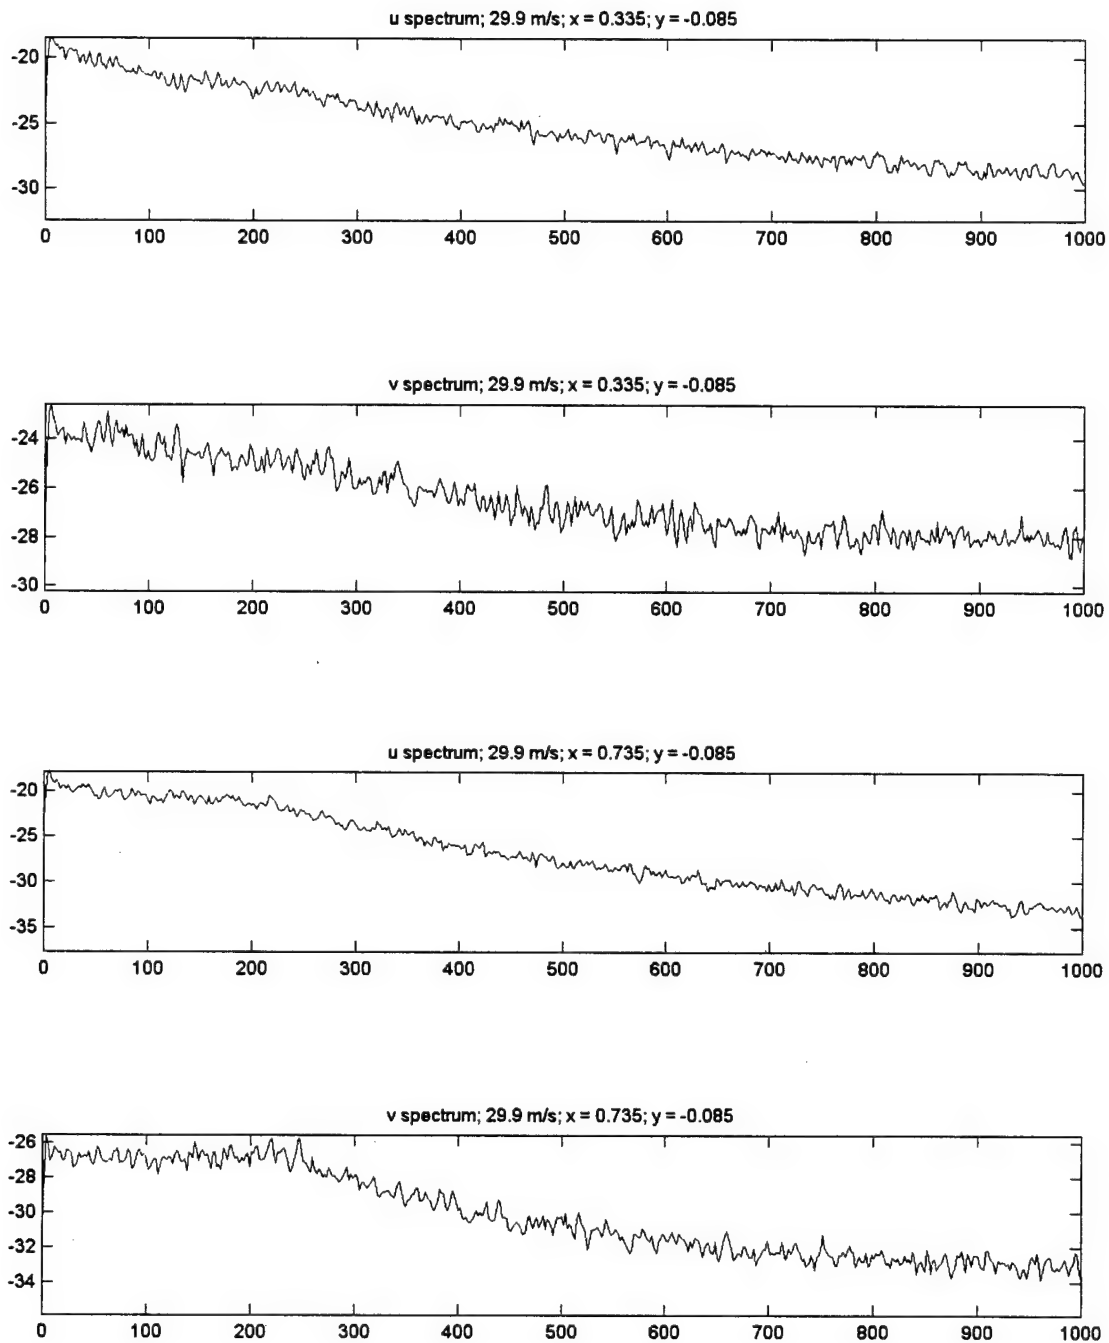 u spectrum; 29.9 m/s; x = 0.335; y = -0.085
-20
-25
-30
0 100 200 300 400 500 600 700 800 900 1000
v spectrum; 29.9 m/s; x = 0.335; y = -0.085
-24
-26
-28
-30
0 100 200 300 400 500 600 700 800 900 1000
u spectrum; 29.9 m/s; x = 0.735; y = -0.085
-20
-25
-30
-35
0 100 200 300 400 500 600 700 800 900 1000
v spectrum; 29.9 m/s; x = 0.735; y = -0.085
-26
-28
-30
-32
-34
0 100 200 300 400 500 600 700 800 900 1000